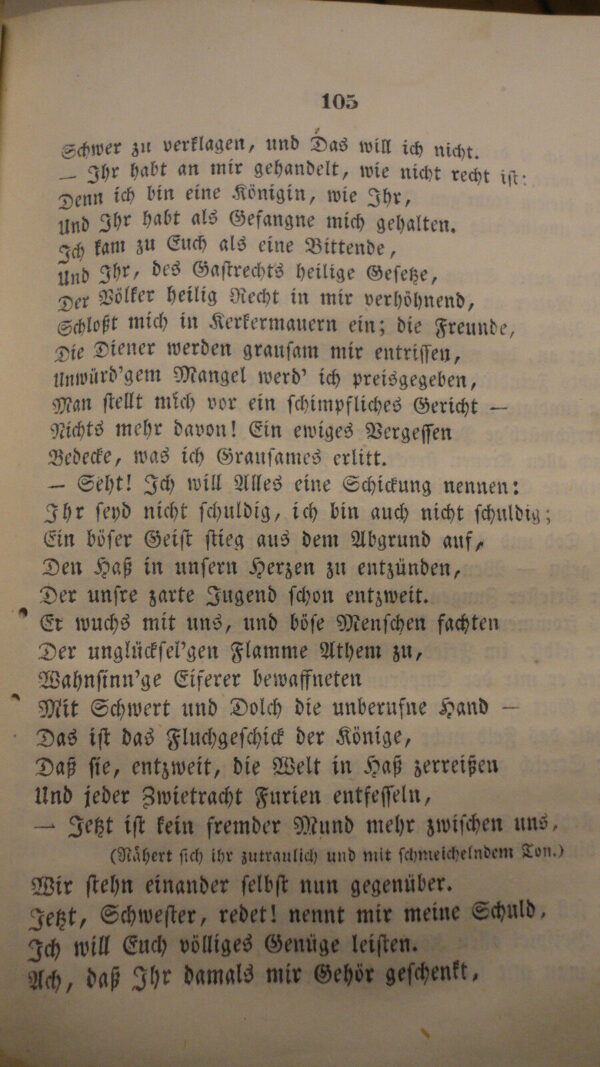 105
Schwer zu verklagen, und Das will ich nicht.
— Ihr habt an mir gehandelt, wie nicht recht ist:
Denn ich bin eine Königin, wie Ihr,
Und Ihr habt als Gefangne mich gehalten.
Ich kam zu Euch als eine Bittende,
Und Ihr, des Gastrechts heilige Gesetze,
Der Völker heilig Recht in mir verhöhnend,
Schloßt mich in Kerkermauern ein; die Freunde,
Die Diener werden grausam mir entrissen,
Unwürd'gem Mangel werd' ich preisgegeben,
Man stellt mich vor ein schimpfliches Gericht —
Nichts mehr davon! Ein ewiges Vergessen
Bedecke, was ich Grausames erlitt.
— Seht! Ich will Alles eine Schickung nennen:
Ihr seyd nicht schuldig, ich bin auch nicht schuldig;
Ein böser Geist stieg aus dem Abgrund auf,
Den Haß in unsern Herzen zu entzünden,
Der unsre zarte Jugend schon entzweit.
Er wuchs mit uns, und böse Menschen fachten
Der unglücksel'gen Flamme Athem zu,
Wahnsinn'ge Eiferer bewaffneten
Mit Schwert und Dolch die unberufne Hand —
Das ist das Fluchgeschick der Könige,
Daß sie, entzweit, die Welt in Haß zerreißen
Und jeder Zwietracht Furien entfesseln,
— Jetzt ist kein fremder Mund mehr zwischen uns,
(Nähert sich ihr zutraulich und mit schmeichelndem Ton.)
Wir stehn einander selbst nun gegenüber.
Jetzt, Schwester, redet! nennt mir meine Schuld,
Ich will Euch völliges Genüge leisten.
Ach, daß Ihr damals mir Gehör geschenkt,